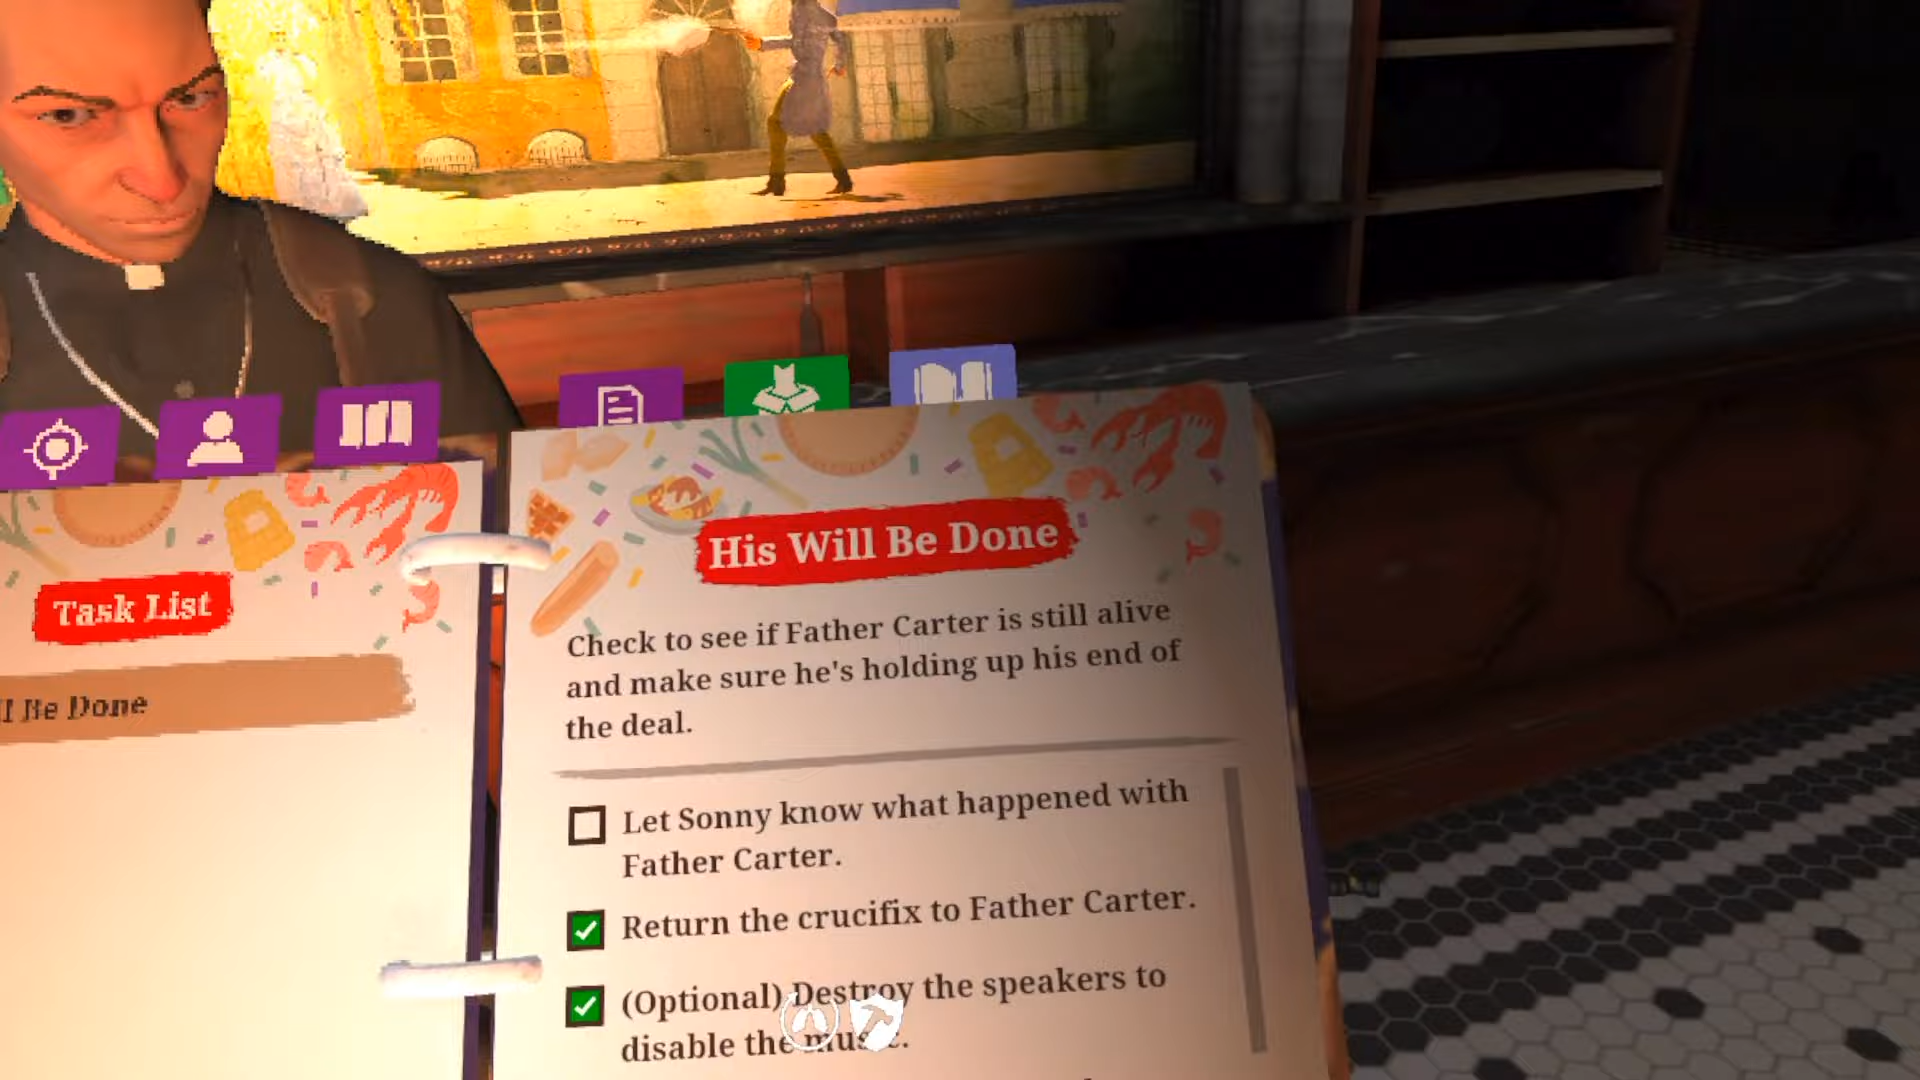 Task List
Be Done
His Will Be Done
Check to see if Father Carter is still alive
and make sure he's holding up his end of
the deal.
Let Sonny know what happened with
Father Carter.
Return the crucifix to Father Carter.
(Optional) Destroy the speakers to
disable the music.